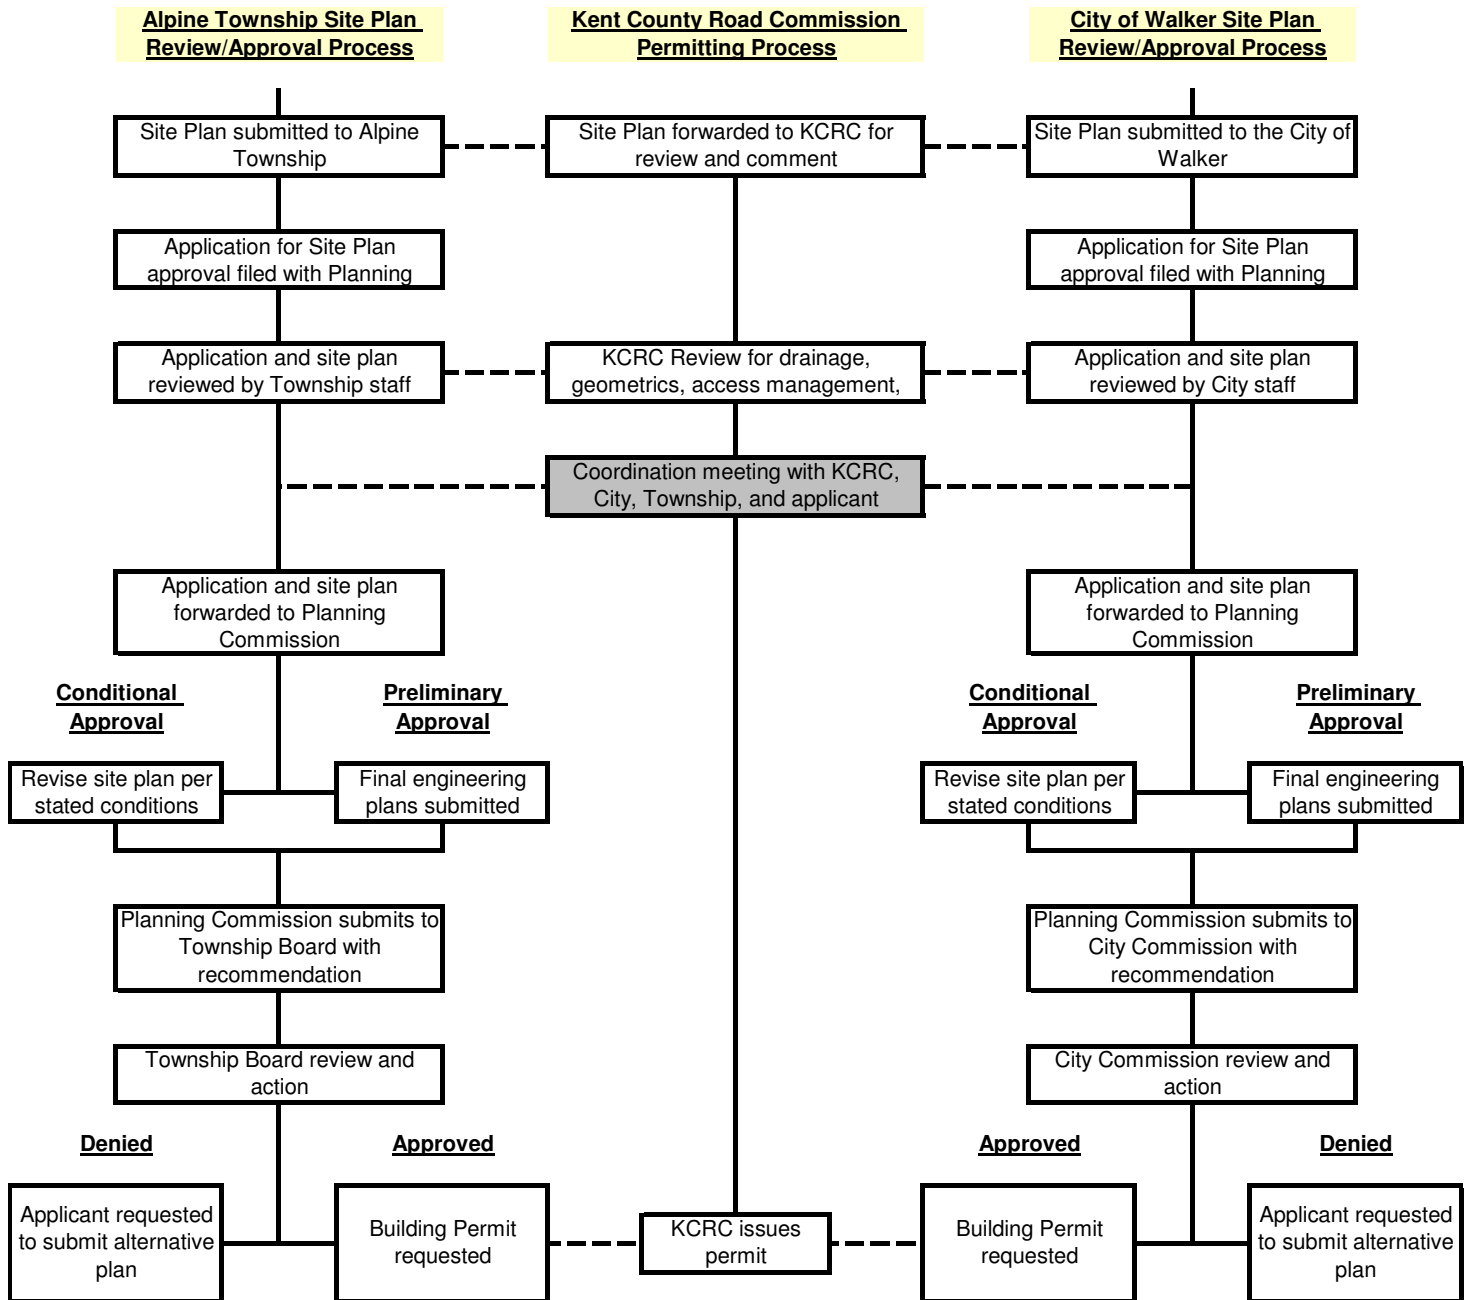 Alpine Township Site Plan
Review/Approval Process
Kent County Road Commission
Permitting Process
City of Walker Site Plan
Review/Approval Process
Site Plan submitted to Alpine
Township
Site Plan forwarded to KCRC for
review and comment
Site Plan submitted to the City of
Walker
Application for Site Plan
approval filed with Planning
Application for Site Plan
approval filed with Planning
Application and site plan
reviewed by Township staff
KCRC Review for drainage,
geometrics, access management,
Application and site plan
reviewed by City staff
Coordination meeting with KCRC,
City, Township, and applicant
Application and site plan
forwarded to Planning
Commission
Application and site plan
forwarded to Planning
Commission
Conditional
Approval
Preliminary
Approval
Conditional
Approval
Preliminary
Approval
Revise site plan per
stated conditions
Final engineering
plans submitted
Revise site plan per
stated conditions
Final engineering
plans submitted
Planning Commission submits to
Township Board with
recommendation
Planning Commission submits to
City Commission with
recommendation
Township Board review and
action
City Commission review and
action
Denied
Approved
Approved
Denied
Applicant requested
to submit alternative
plan
Building Permit
requested
KCRC issues
permit
Building Permit
requested
Applicant requested
to submit alternative
plan